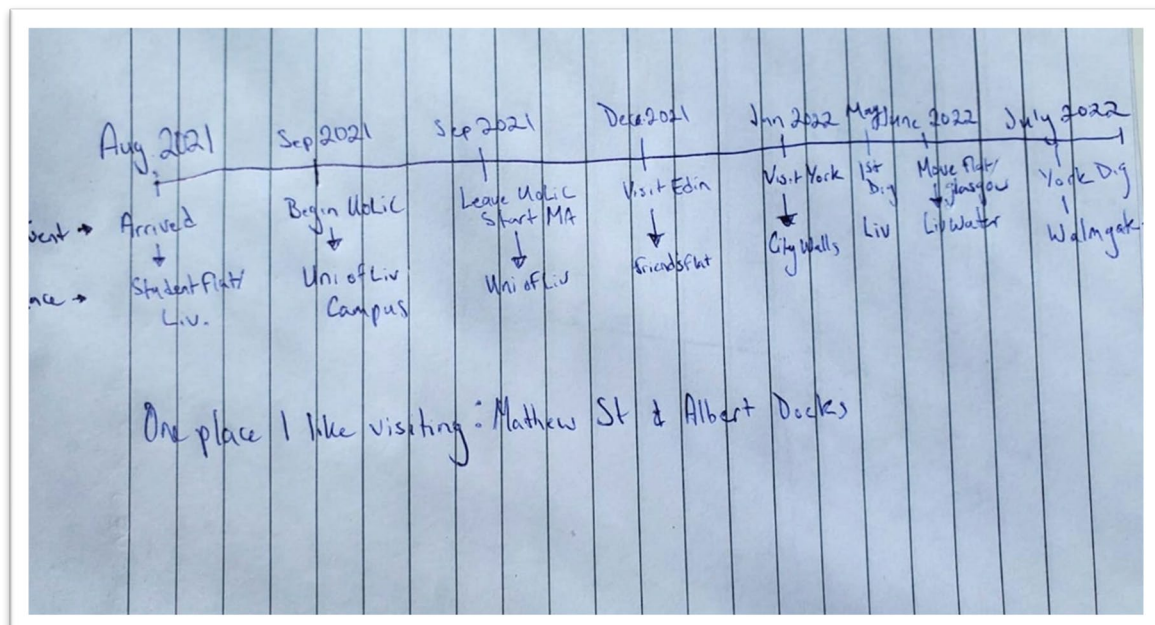 Aug 2021 Sep 2021 Sep 2021 Dec 2021 Jan 2022 May June 2022 July 2022
Arrived Begin UoLiC Leave UoLiC Start MA Visit Edin Visit York 1st Dig Move flat/ glasgow York Dig
Student flat/ Liv. Uni of Liv Campus Uni of Liv friends flat City Walls Liv Liv Water Walmgate
One place I like visiting: Mathew St & Albert Docks